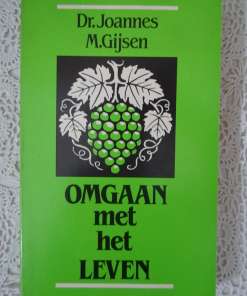 Dr. Joannes
M.Gijsen
OMGAAN
met
het
LEVEN